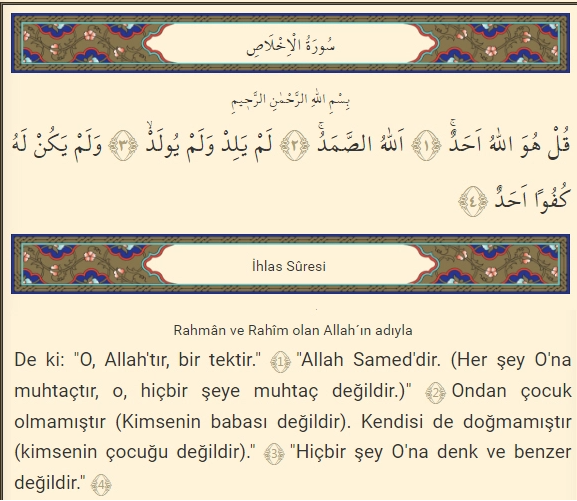 سُورَةُ الْاِخْلَاصِ
بِسْمِ اللّٰهِ الرَّحْمٰنِ الرَّحٖيمِ
قُلْ هُوَ اللّٰهُ اَحَدٌۚ ﴿١﴾ اَللّٰهُ الصَّمَدُۚ ﴿٢﴾ لَمْ يَلِدْ وَلَمْ يُولَدْۙ ﴿٣﴾ وَلَمْ يَكُنْ لَهُ
كُفُوًا اَحَدٌ ﴿٤﴾
İhlas Sûresi
Rahmân ve Rahîm olan Allah´ın adıyla
De ki: "O, Allah'tır, bir tektir." ﴾1﴿ "Allah Samed'dir. (Her şey O'na
muhtaçtır, o, hiçbir şeye muhtaç değildir.)" ﴾2﴿ Ondan çocuk
olmamıştır (Kimsenin babası değildir). Kendisi de doğmamıştır
(kimsenin çocuğu değildir)." ﴾3﴿ "Hiçbir şey O'na denk ve benzer
değildir." ﴾4﴿